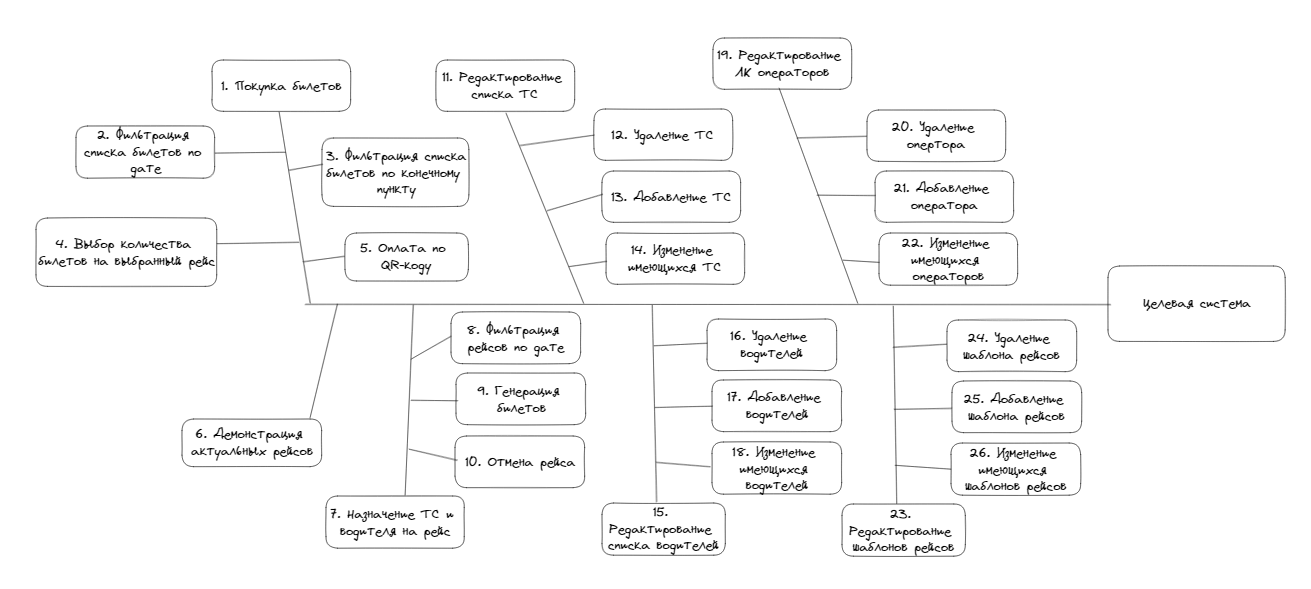 1. Покупка билетов
2. Фильтрация
списка билетов по
дате
3. Фильтрация списка
билетов по конечному
пункту
4. Выбор количества
билетов на выбранный рейс
5. Оплата по
QR-коду
6. Демонстрация
актуальных рейсов
7. Назначение ТС и
водителя на рейс
8. Фильтрация
рейсов по дате
9. Генерация
билетов
10. Отмена рейса
11. Редактирование
списка ТС
12. Удаление ТС
13. Добавление ТС
14. Изменение
имеющихся ТС
15.
Редактирование
списка водителей
16. Удаление
водителей
17. Добавление
водителей
18. Изменение
имеющихся
водителей
19. Редактирование
ЛК операторов
20. Удаление
опертора
21. Добавление
оператора
22. Изменение
имеющихся
операторов
23.
Редактирование
шаблонов рейсов
24. Удаление
шаблона рейсов
25. Добавление
шаблона рейсов
26. Изменение
имеющихся
шаблонов рейсов
Целевая система